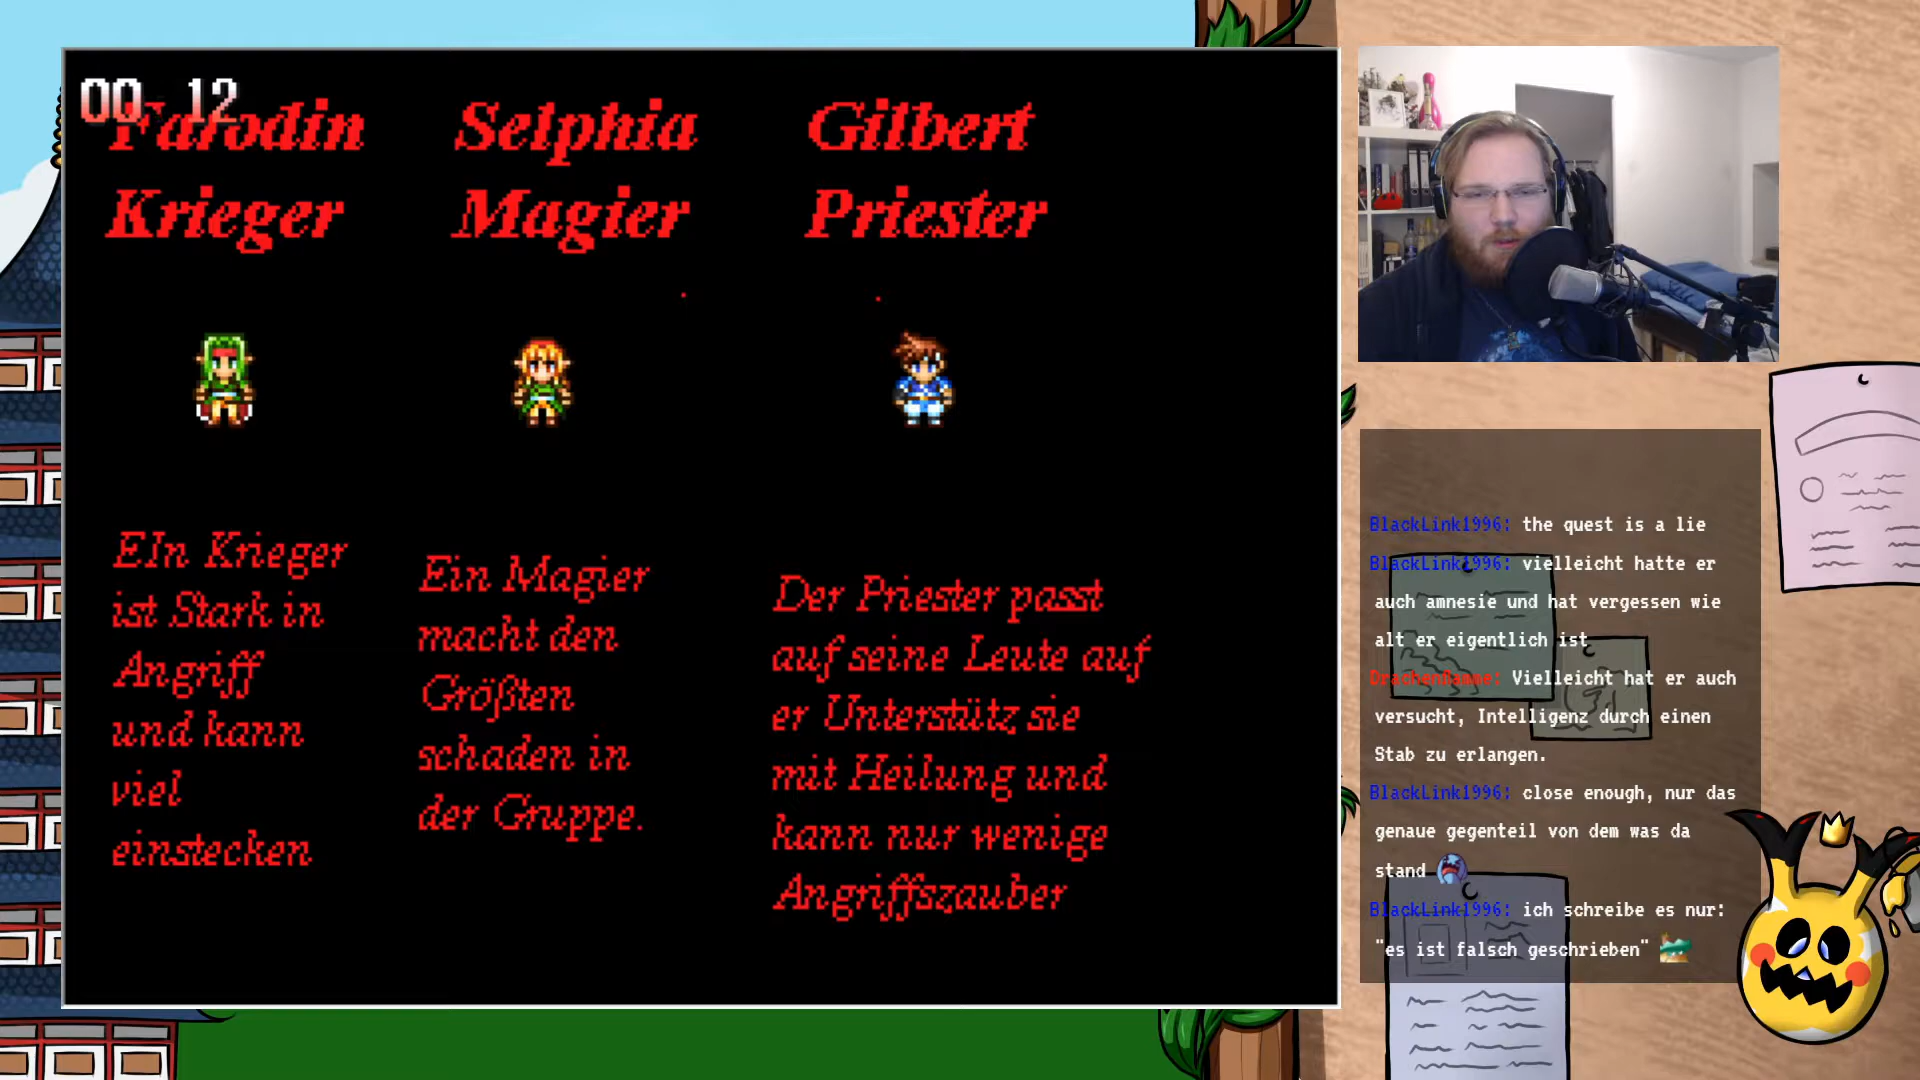 00 12
Farodin
Krieger
Selphia
Magier
Gilbert
Priester
EIn Krieger
ist Stark in
Angriff
und kann
viel
einstecken
Ein Magier
macht den
Größten
schaden in
der Gruppe.
Der Priester passt
auf seine Leute auf
er Unterstütz sie
mit Heilung und
kann nur wenige
Angriffszauber
BlackLink1996: the quest is a lie
BlackLink1996: vielleicht hatte er
auch amnesie und hat vergessen wie
alt er eigentlich ist
DrachenDamme: Vielleicht hat er auch
versucht, Intelligenz durch einen
Stab zu erlangen.
BlackLink1996: close enough, nur das
genaue gegenteil von dem was da
stand
BlackLink1996: ich schreibe es nur:
"es ist falsch geschrieben"